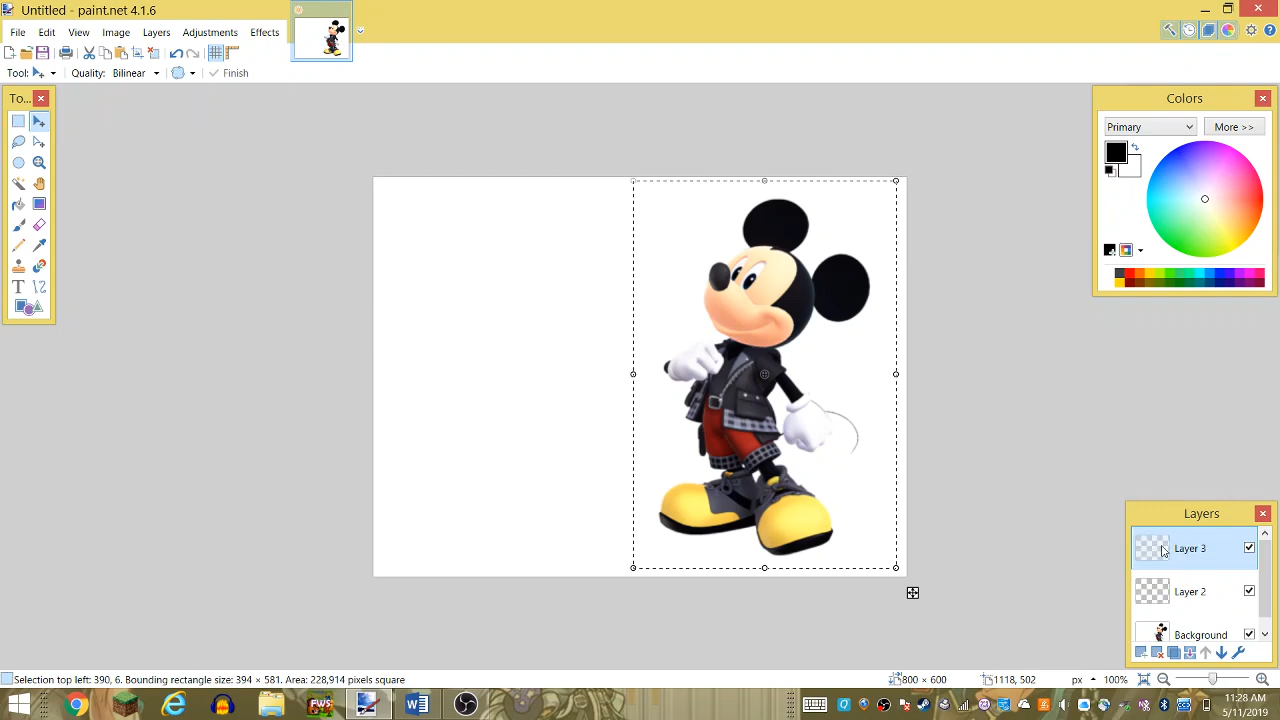 Untitled - paint.net 4.1.6
File Edit View Image Layers Adjustments Effects
Tool: Quality: Bilinear Finish
To...
T
Colors
Primary More >>
Layers
Layer 3
Layer 2
Background
Selection top left: 390, 6. Bounding rectangle size: 394 × 581. Area: 228,914 pixels square 800 × 600 1118, 502 px 100%
FWS
11:28 AM
5/11/2019